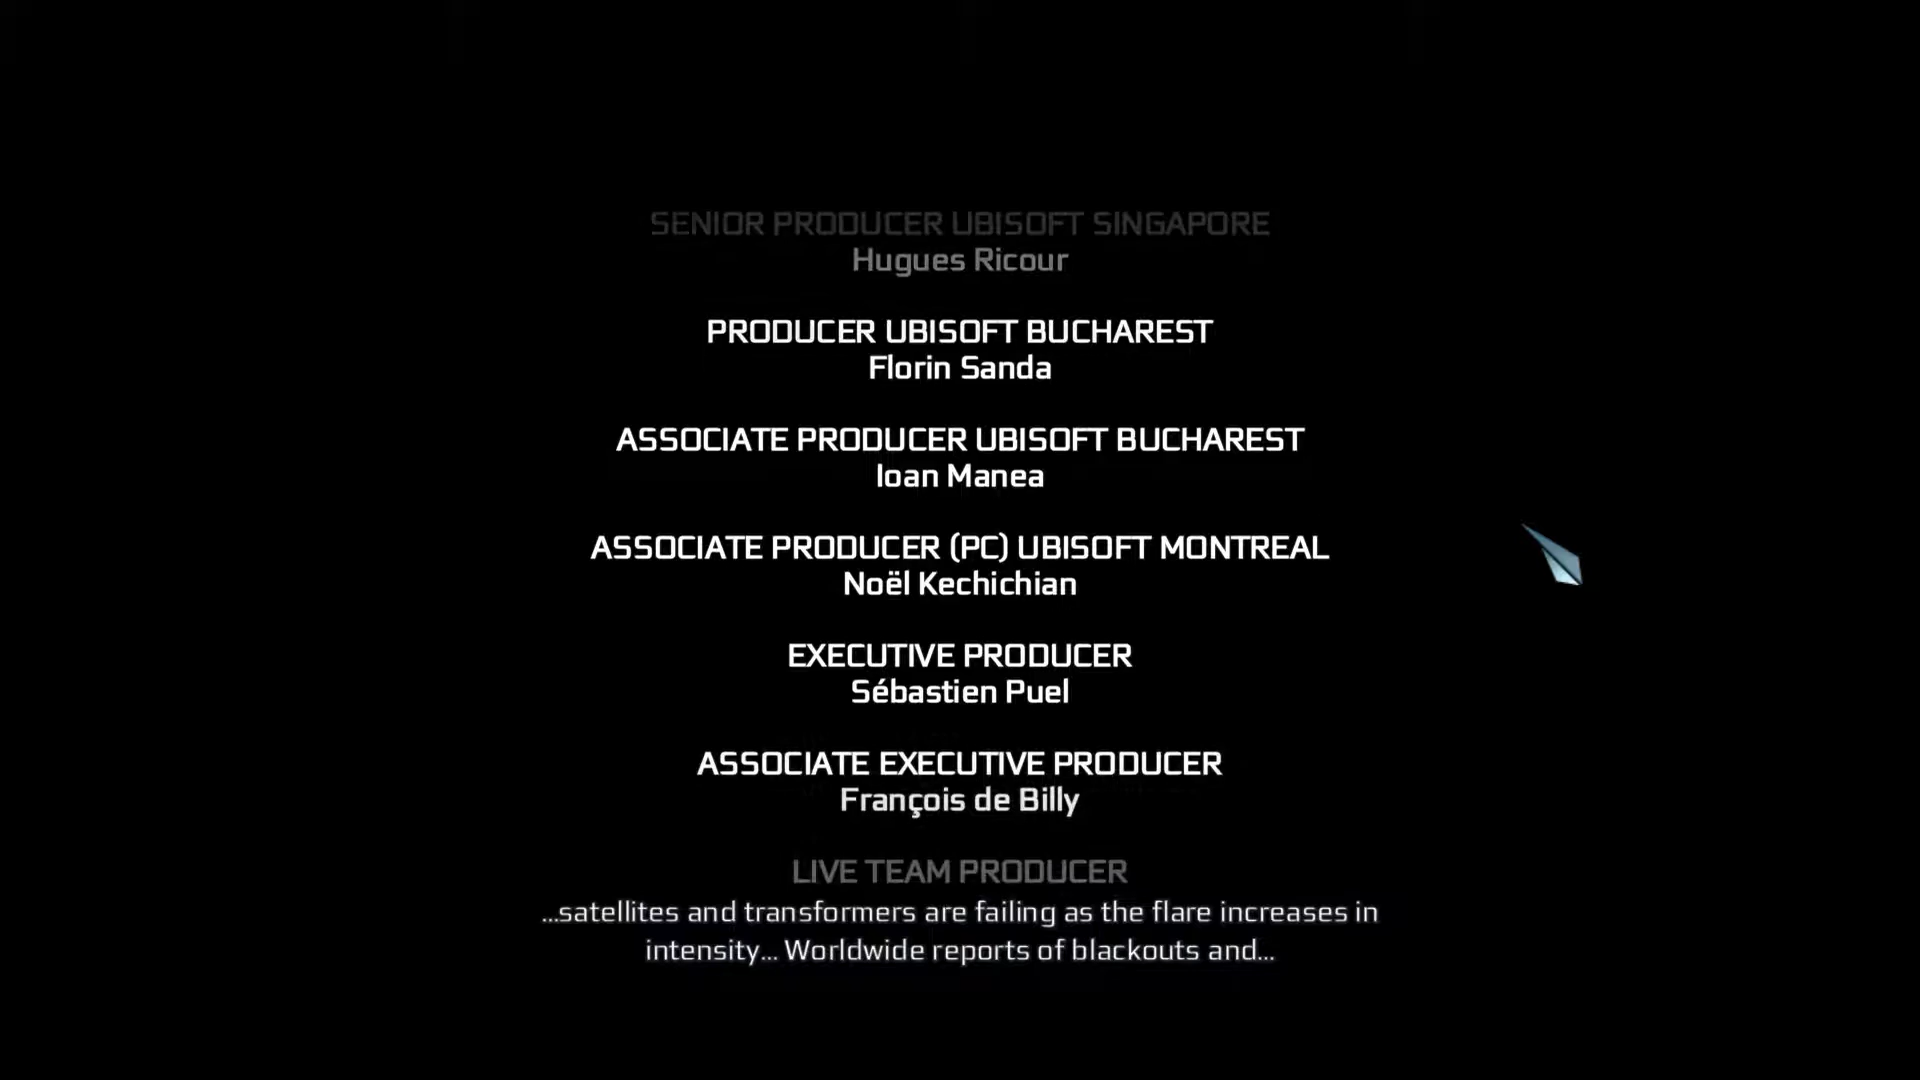 SENIOR PRODUCER UBISOFT SINGAPORE
Hugues Ricour
PRODUCER UBISOFT BUCHAREST
Florin Sanda
ASSOCIATE PRODUCER UBISOFT BUCHAREST
Ioan Manea
ASSOCIATE PRODUCER (PC) UBISOFT MONTREAL
Noël Kechichian
EXECUTIVE PRODUCER
Sébastien Puel
ASSOCIATE EXECUTIVE PRODUCER
François de Billy
LIVE TEAM PRODUCER
...satellites and transformers are failing as the flare increases in
intensity... Worldwide reports of blackouts and...